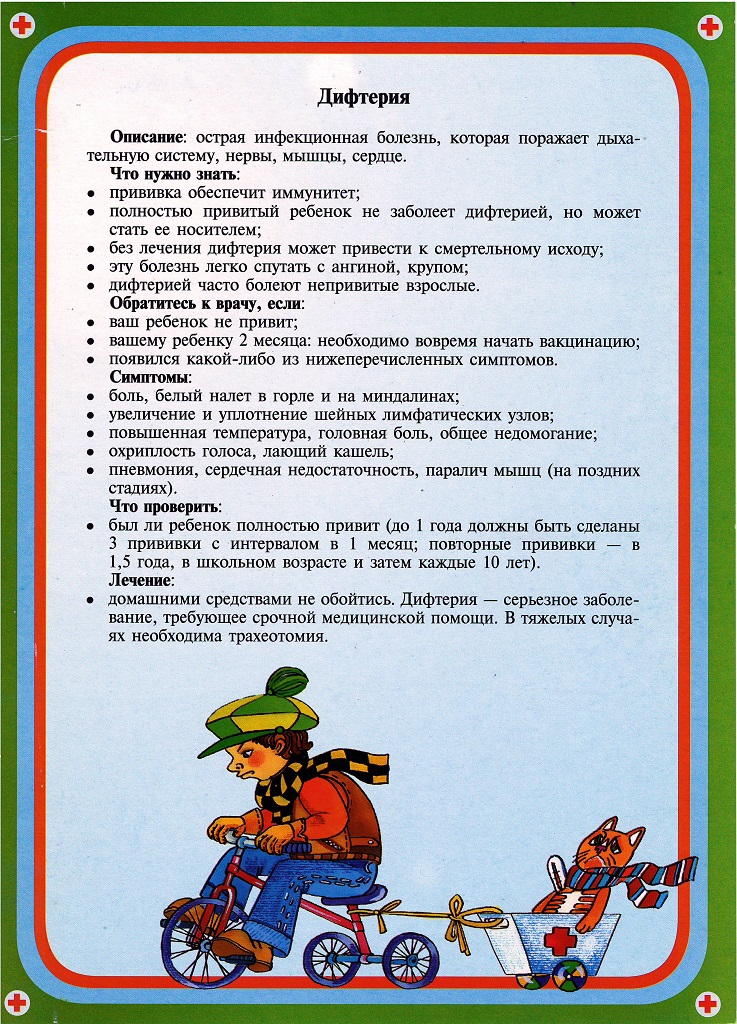 Дифтерия
Описание: острая инфекционная болезнь, которая поражает дыха-
тельную систему, нервы, мышцы, сердце.
Что нужно знать:
• прививка обеспечит иммунитет;
• полностью привитый ребенок не заболеет дифтерией, но может
стать ее носителем;
• без лечения дифтерия может привести к смертельному исходу;
• эту болезнь легко спутать с ангиной, крупом;
• дифтерией часто болеют непривитые взрослые.
Обратитесь к врачу, если:
• ваш ребенок не привит;
• вашему ребенку 2 месяца: необходимо вовремя начать вакцинацию;
• появился какой-либо из нижеперечисленных симптомов.
Симптомы:
• боль, белый налет в горле и на миндалинах;
• увеличение и уплотнение шейных лимфатических узлов;
• повышенная температура, головная боль, общее недомогание;
• охриплость голоса, лающий кашель;
• пневмония, сердечная недостаточность, паралич мышц (на поздних
стадиях).
Что проверить:
• был ли ребенок полностью привит (до 1 года должны быть сделаны
3 прививки с интервалом в 1 месяц; повторные прививки — в
1,5 года, в школьном возрасте и затем каждые 10 лет).
Лечение:
• домашними средствами не обойтись. Дифтерия — серьезное заболе-
вание, требующее срочной медицинской помощи. В тяжелых случа-
ях необходима трахеотомия.